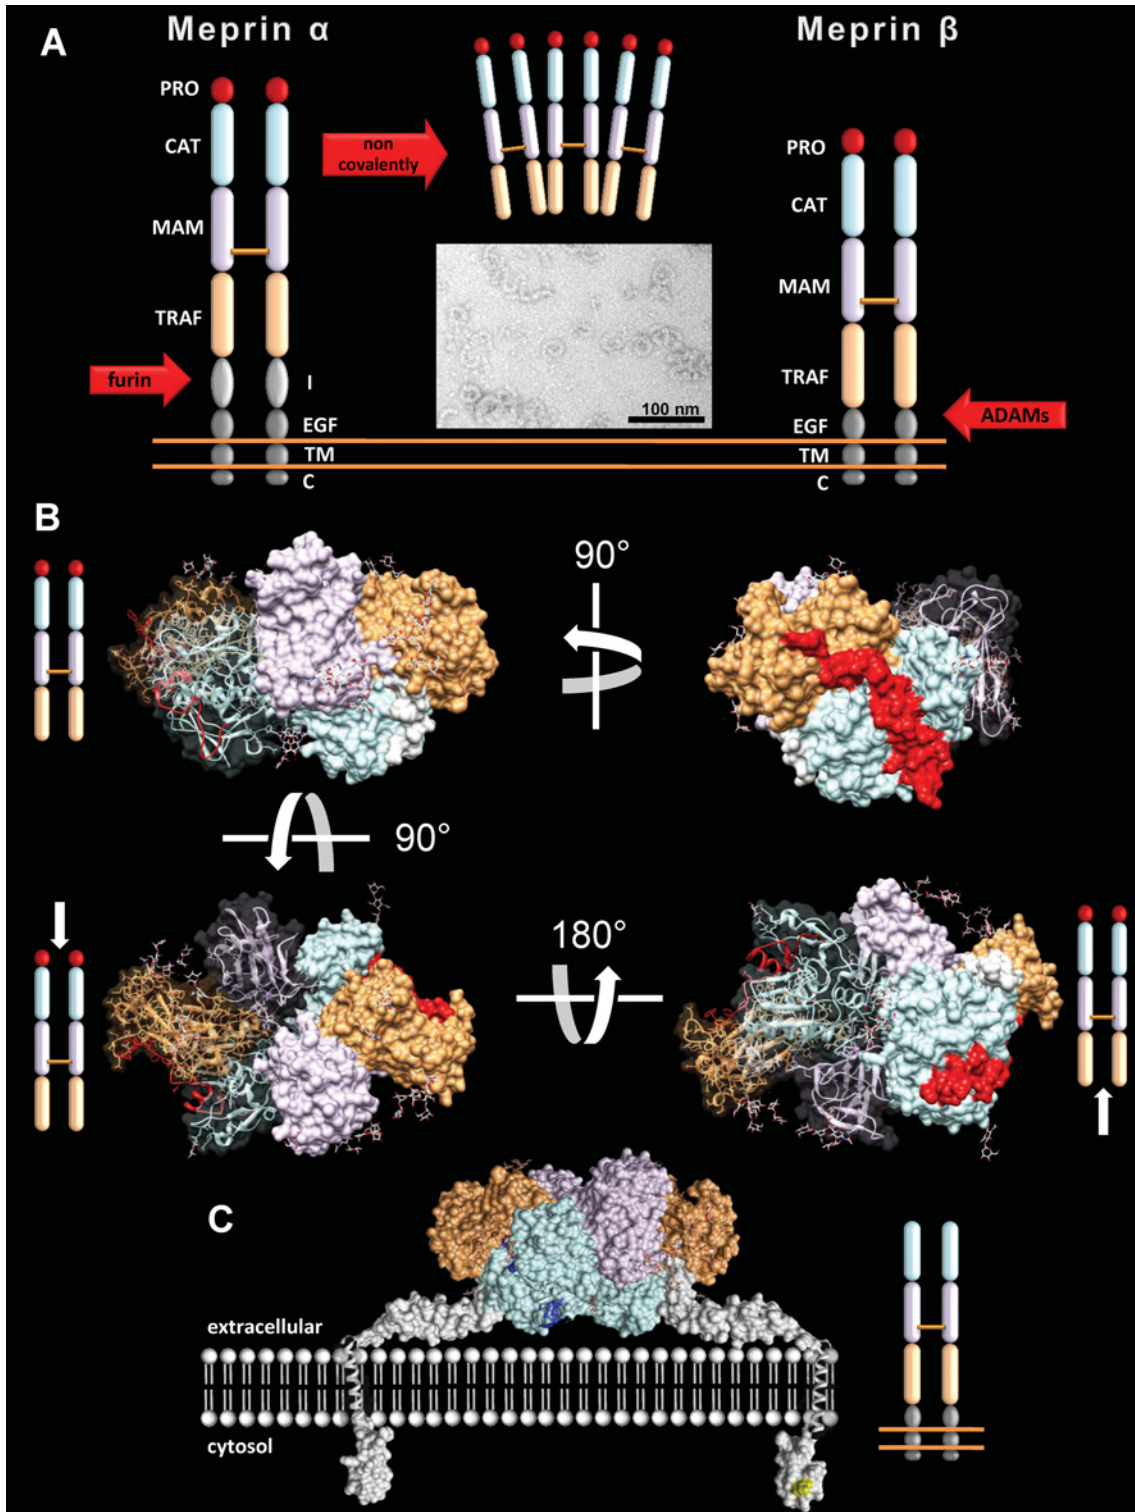 A
Meprin α
Meprin β
PRO
CAT
MAM
TRAF
furin
I
EGF
TM
C
non
covalently
100 nm
PRO
CAT
MAM
TRAF
ADAMs
EGF
TM
C
B
90°
90°
180°
C
extracellular
cytosol